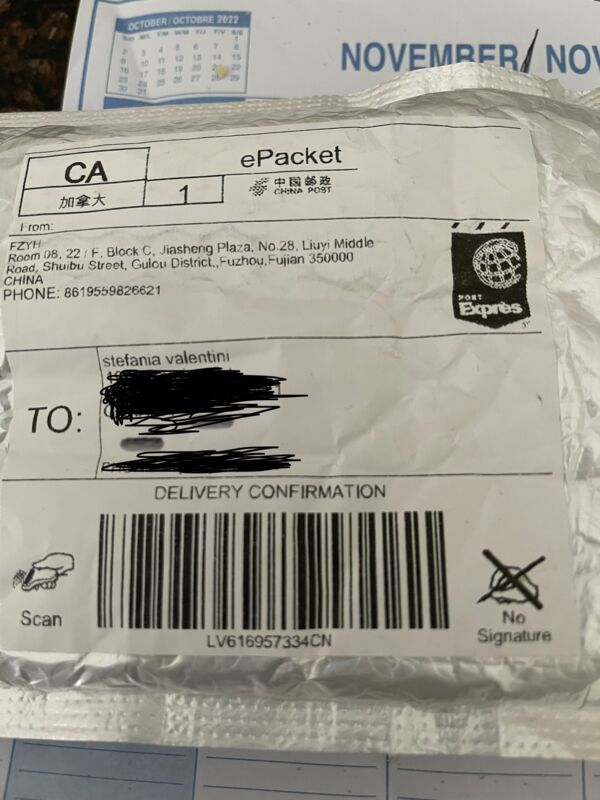 OCTOBER/OCTOBRE 2022
NOVEMBER / NOV
CA
ePacket
加拿大
1
中国邮政
CHINA POST
From:
FZYH
Room 08, 22 / F, Block C, Jiasheng Plaza, No.28, Liuyi Middle
Road, Shuibu Street, Gulou District,,Fuzhou,Fujian 350000
CHINA
PHONE: 8619559826621
POST
Exprès
stefania valentini
TO:
DELIVERY CONFIRMATION
Scan
No
Signature
LV616957334CN